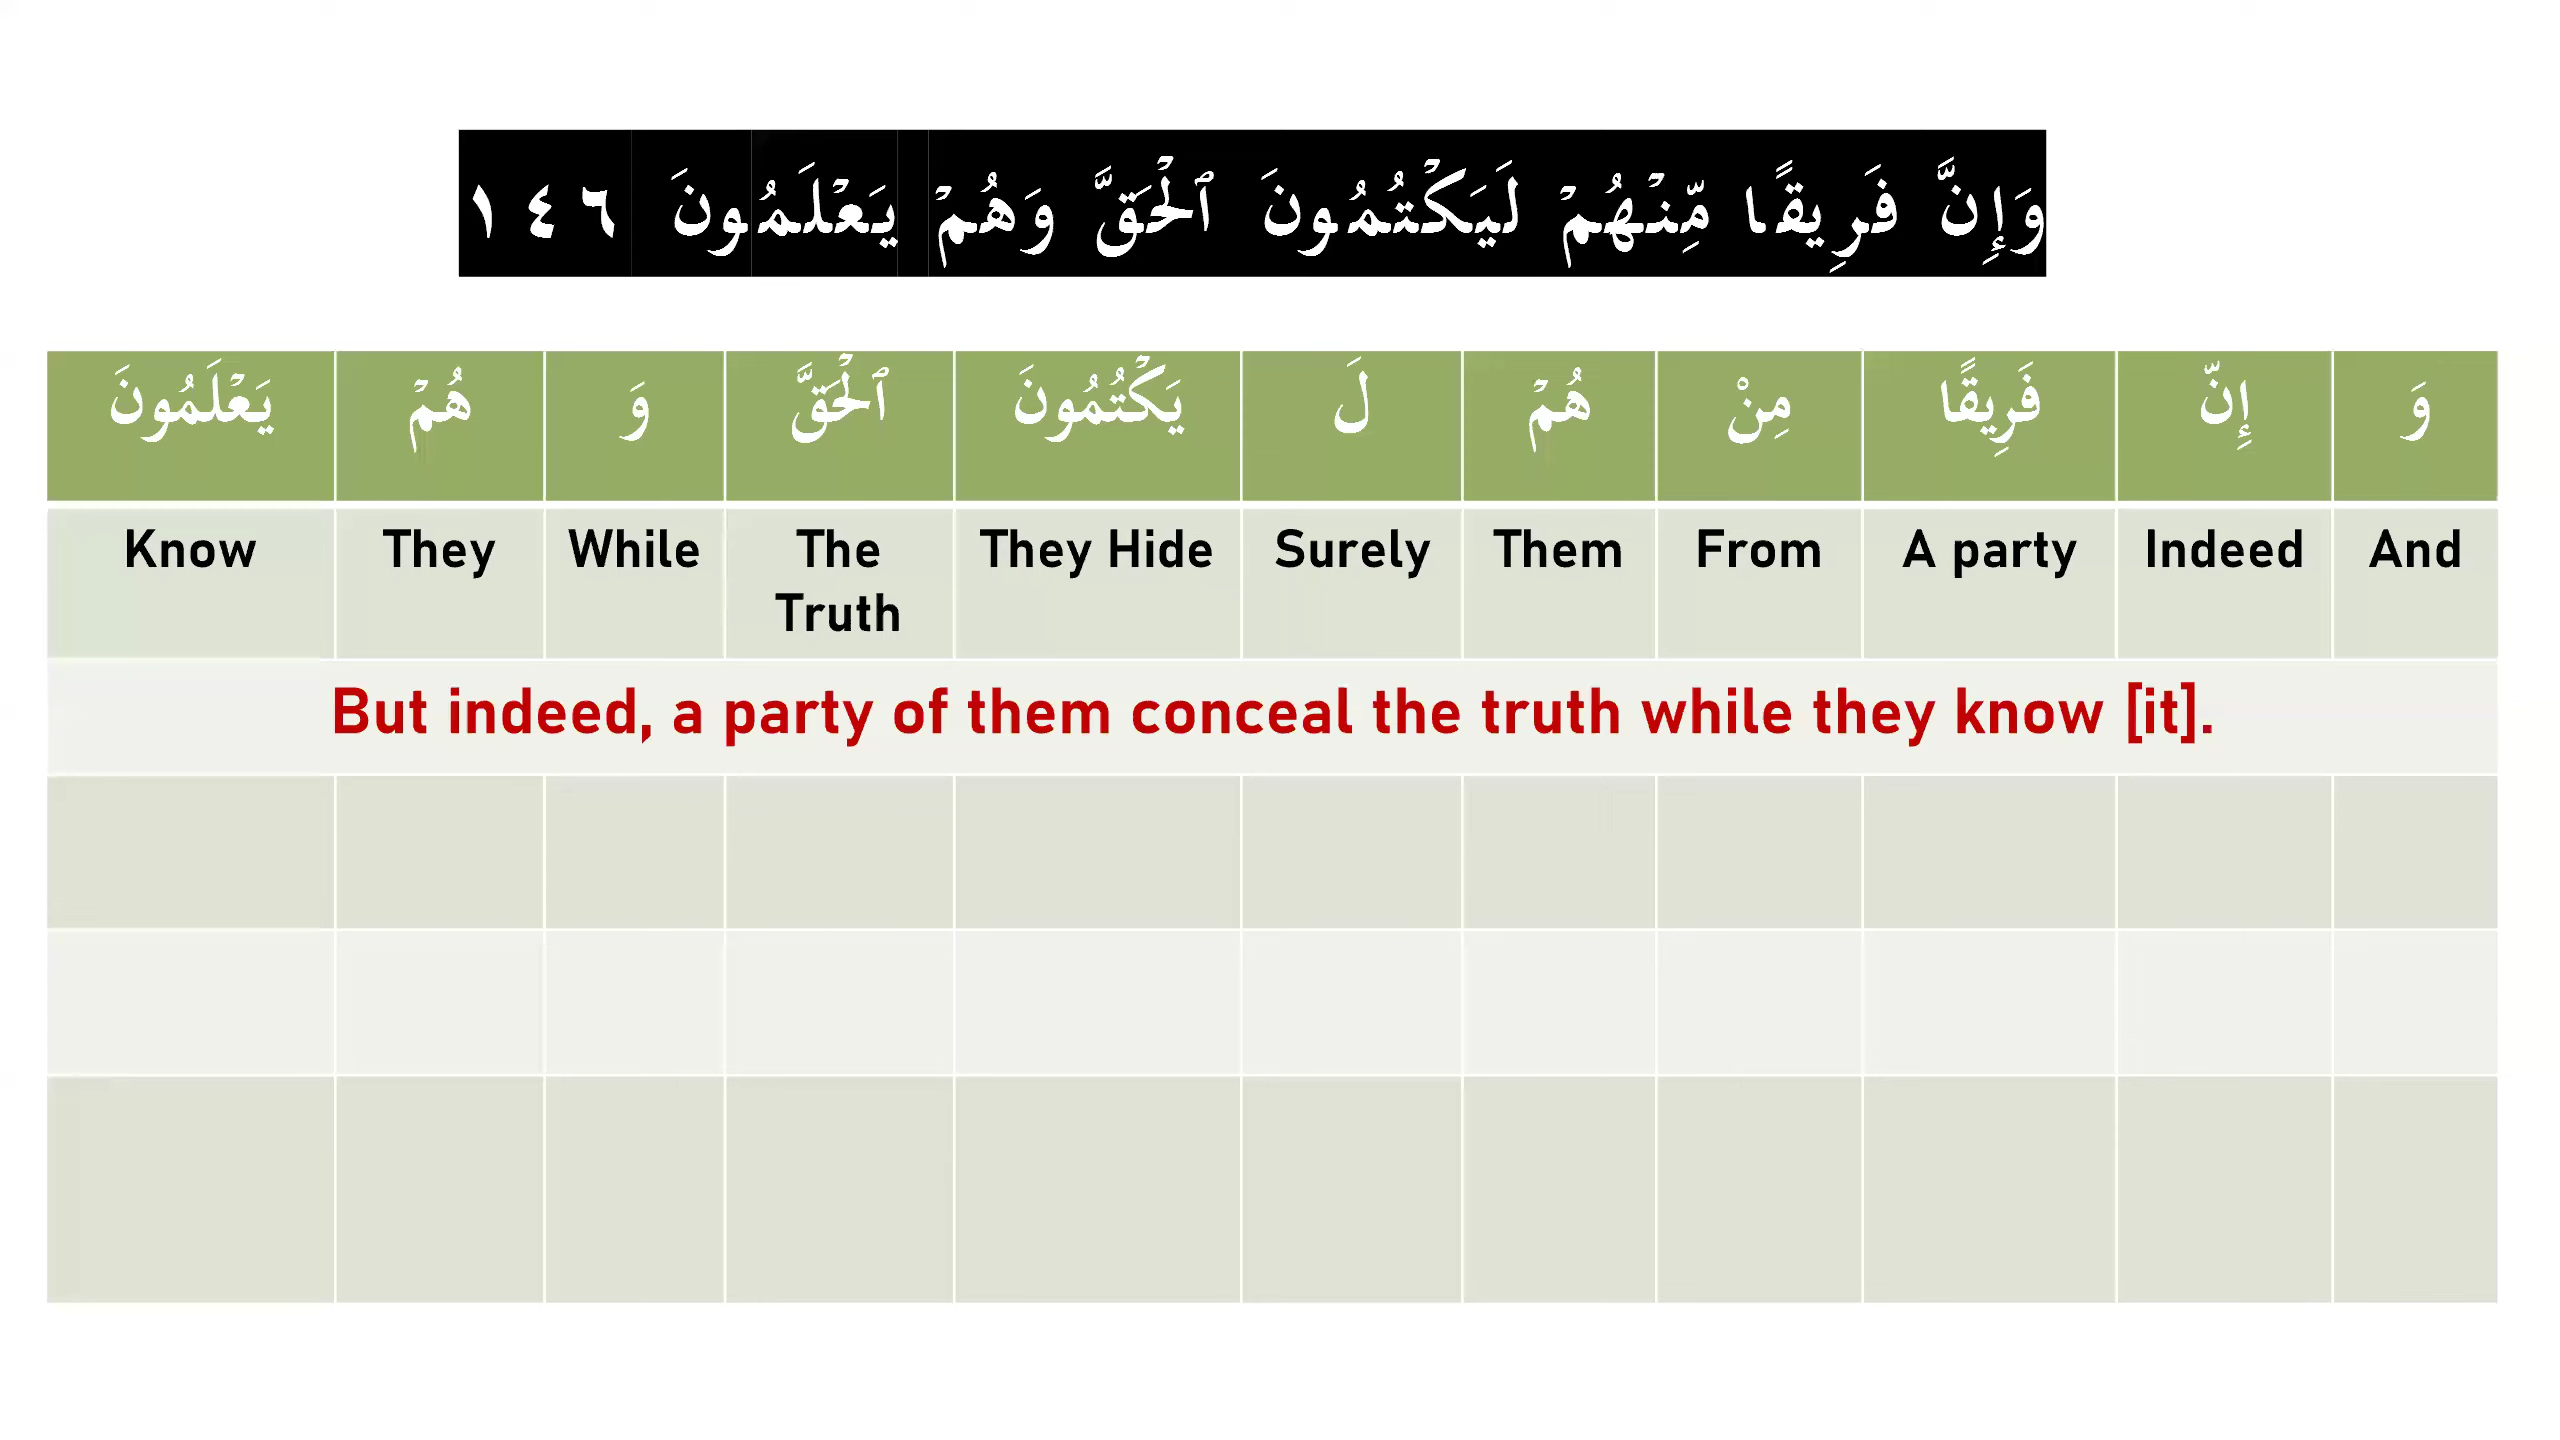 وَإِنَّ فَرِيقًا مِّنْهُمْ لَيَكْتُمُونَ ٱلْحَقَّ وَهُمْ يَعْلَمُونَ ١٤٦
وَ إِنّ فَرِيقًا مِنْ هُمْ لَ يَكْتُمُونَ ٱلْحَقَّ وَ هُمْ يَعْلَمُونَ
Know They While The Truth They Hide Surely Them From A party Indeed And
But indeed, a party of them conceal the truth while they know [it].